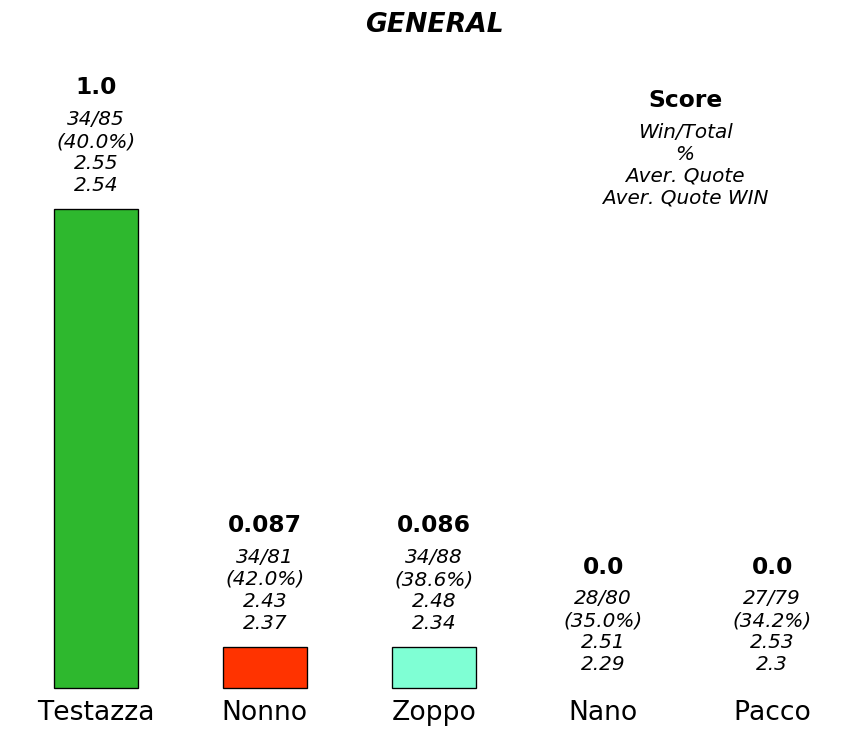 GENERAL
1.0
34/85
(40.0%)
2.55
2.54
Score
Win/Total
%
Aver. Quote
Aver. Quote WIN
0.087
34/81
(42.0%)
2.43
2.37
0.086
34/88
(38.6%)
2.48
2.34
0.0
28/80
(35.0%)
2.51
2.29
0.0
27/79
(34.2%)
2.53
2.3
Testazza
Nonno
Zoppo
Nano
Pacco